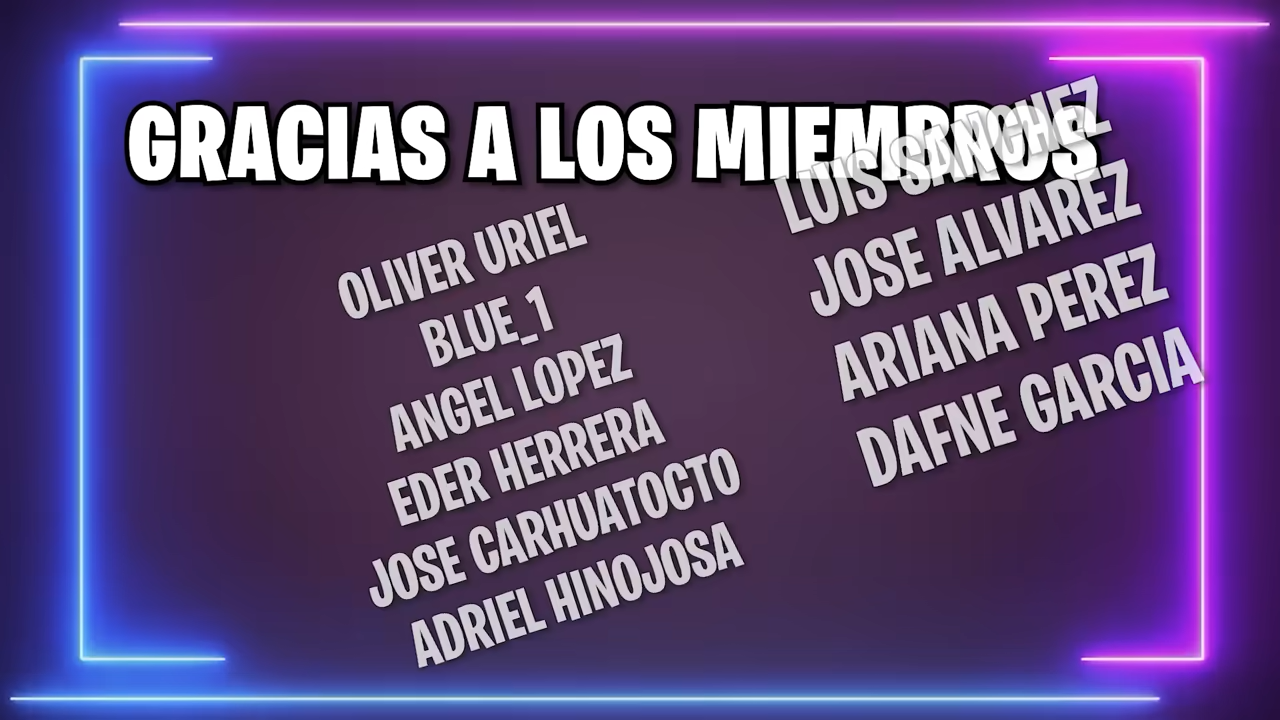 GRACIAS A LOS MIEMBROS
OLIVER URIEL
BLUE_1
ANGEL LOPEZ
EDER HERRERA
JOSE CARHUATOCTO
ADRIEL HINOJOSA
LUIS SANCHEZ
JOSE ALVAREZ
ARIANA PEREZ
DAFNE GARCIA